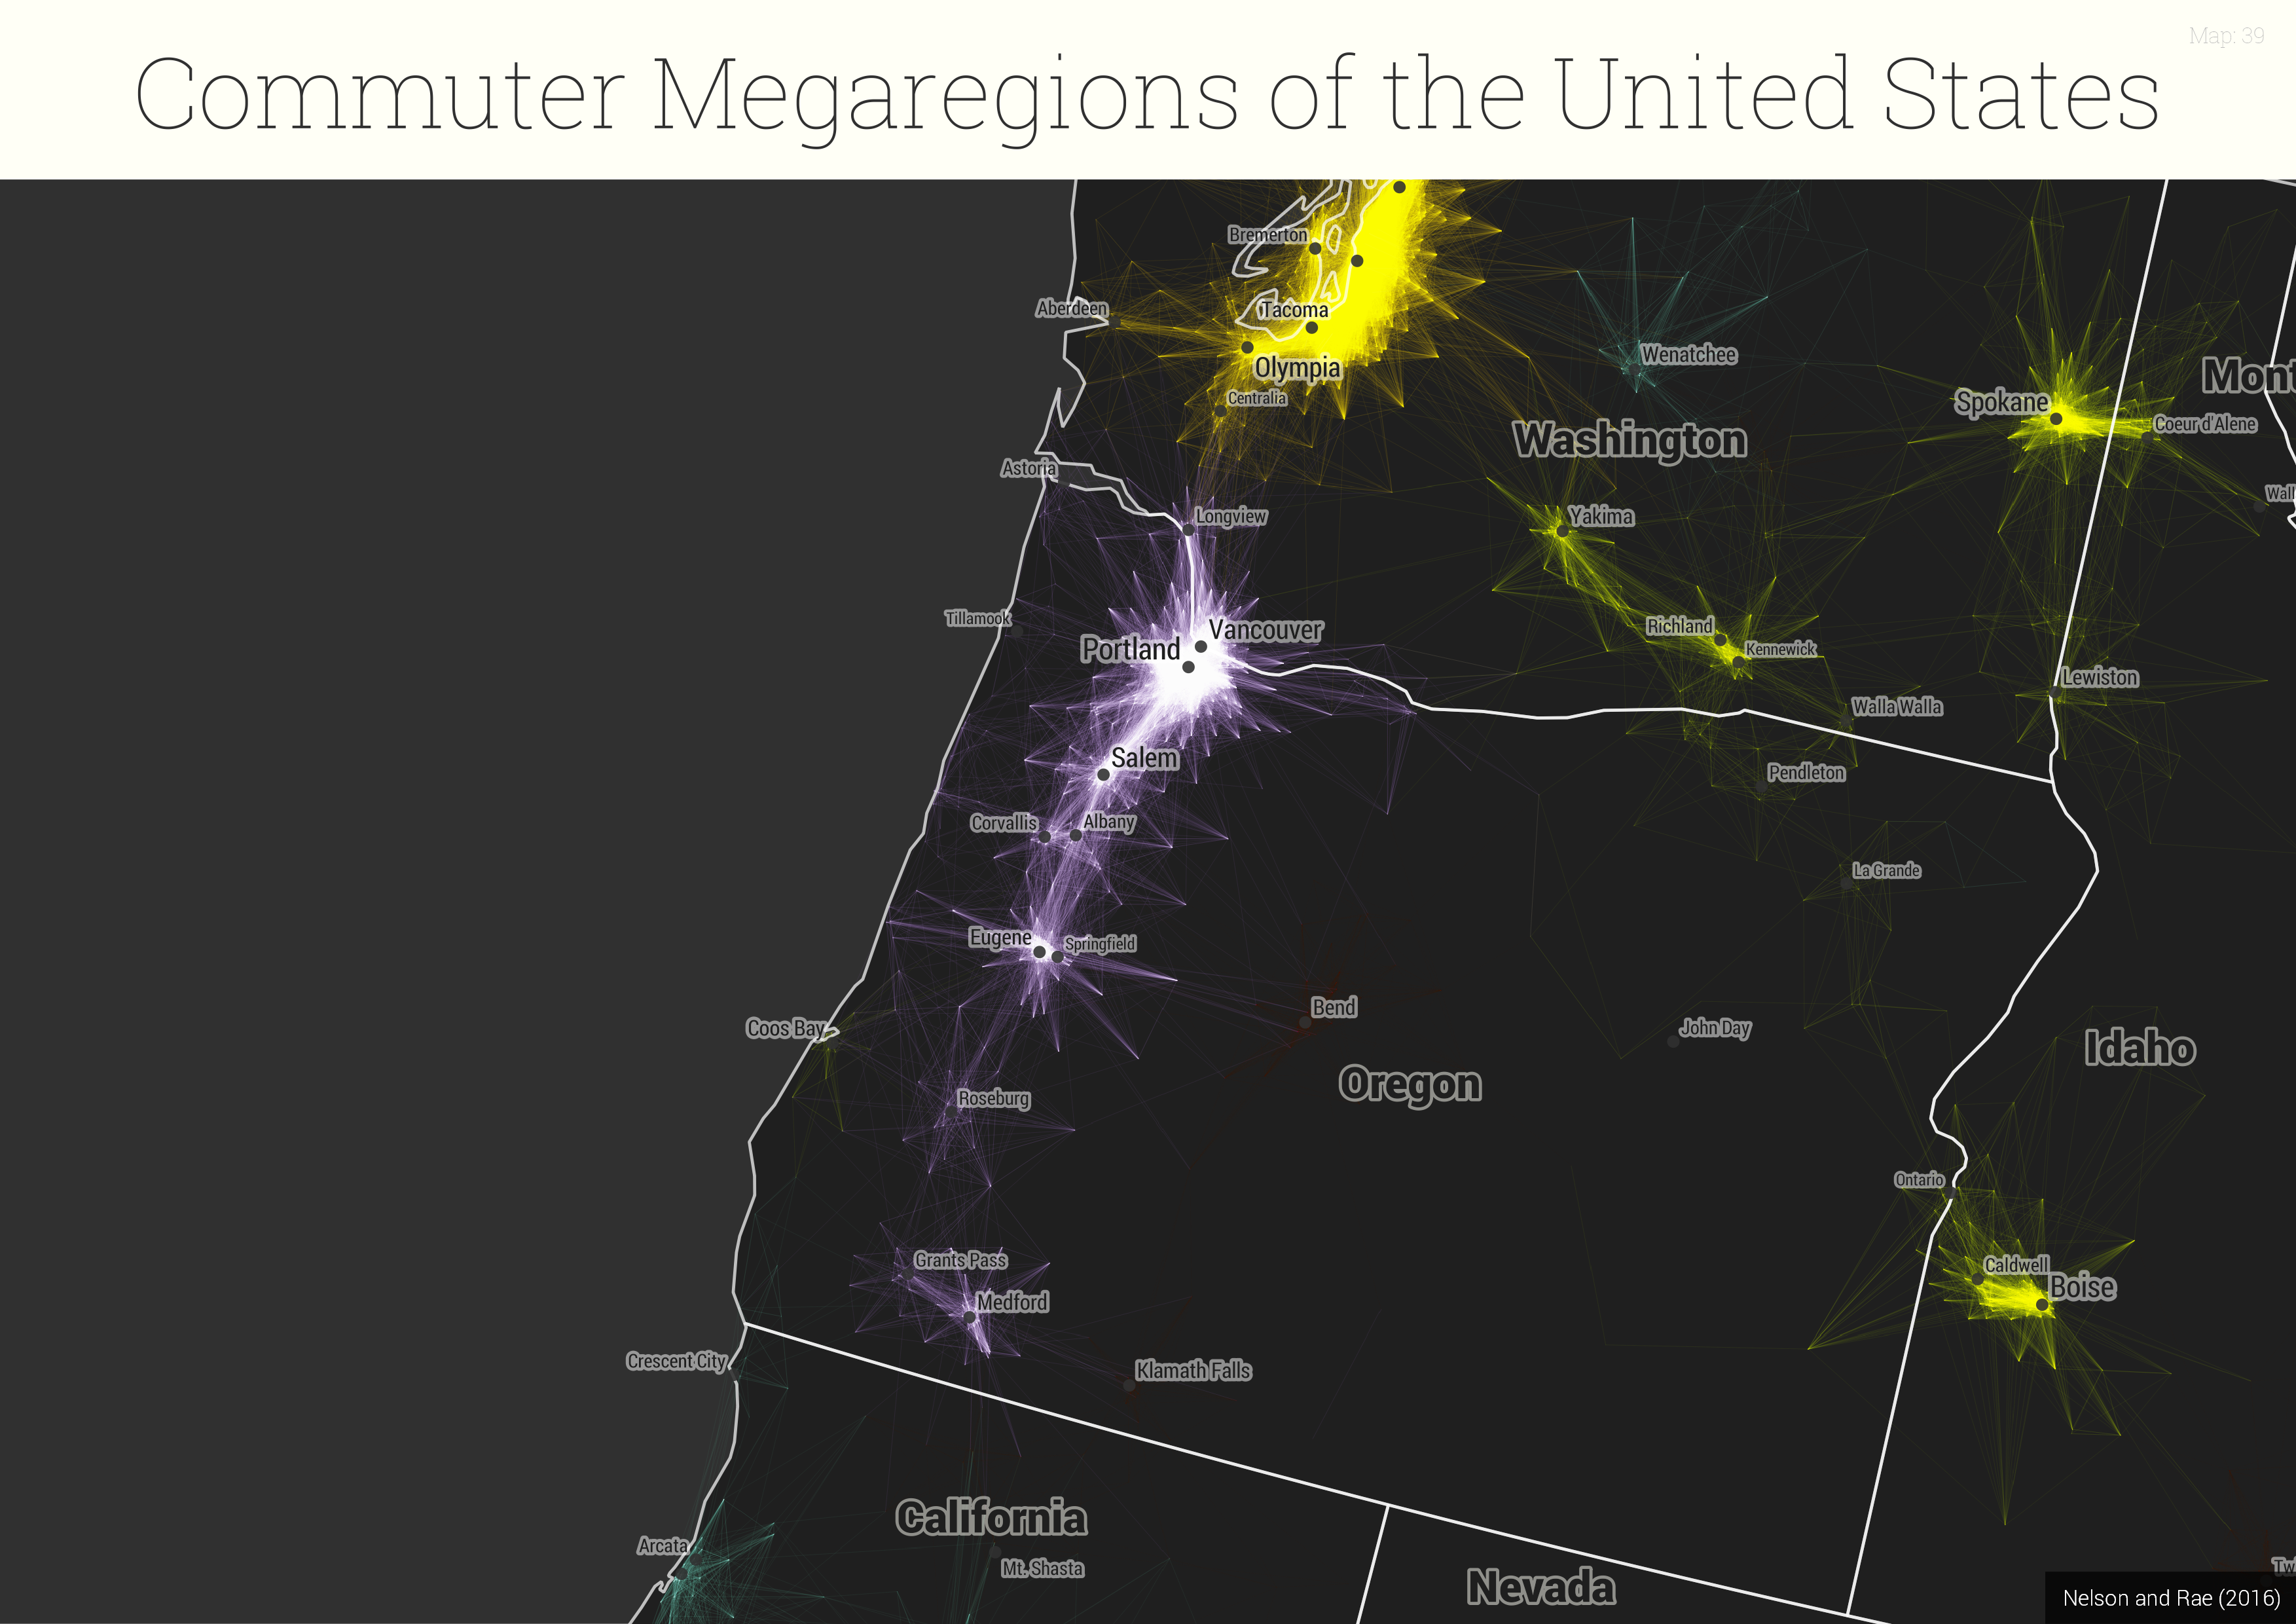 Map: 39
Commuter Megaregions of the United States
Bremerton
Aberdeen
Tacoma
Olympia
Wenatchee
Centralia
Washington
Spokane
Coeur d'Alene
Mont
Astoria
Longview
Yakima
Wall
Tillamook
Vancouver
Portland
Richland
Kennewick
Lewiston
Walla Walla
Salem
Pendleton
Corvallis
Albany
La Grande
Eugene
Springfield
Bend
Coos Bay
John Day
Idaho
Oregon
Roseburg
Ontario
Grants Pass
Caldwell
Boise
Medford
Crescent City
Klamath Falls
California
Arcata
Mt. Shasta
Nevada
Tw
Nelson and Rae (2016)